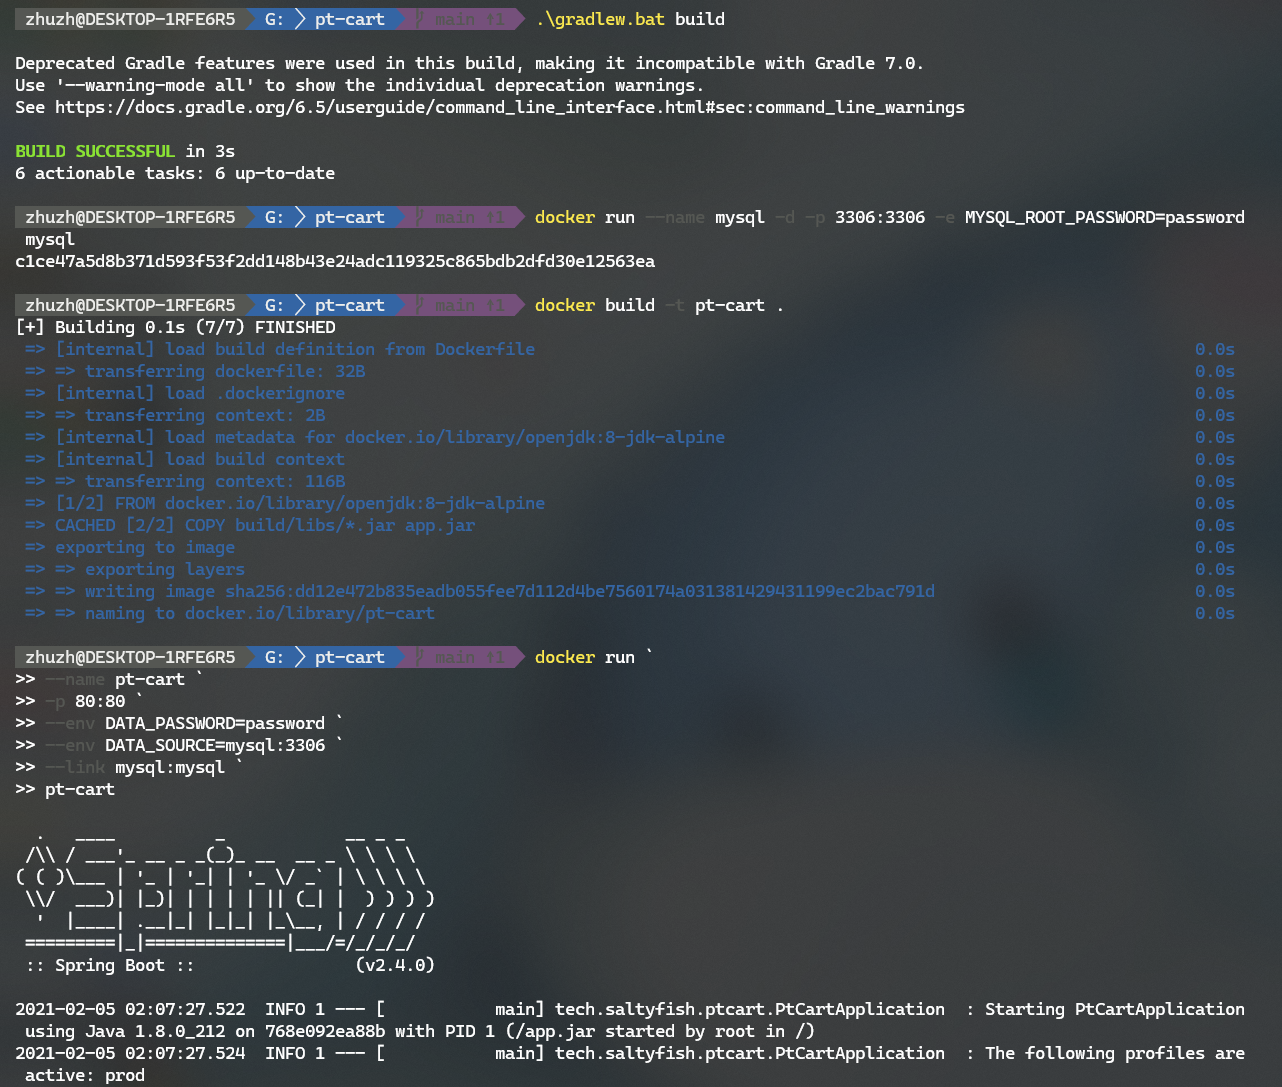 zhuzh@DESKTOP-1RFE6R5 G: pt-cart main ↑1 .\gradlew.bat build
Deprecated Gradle features were used in this build, making it incompatible with Gradle 7.0.
Use '--warning-mode all' to show the individual deprecation warnings.
See https://docs.gradle.org/6.5/userguide/command_line_interface.html#sec:command_line_warnings
BUILD SUCCESSFUL in 3s
6 actionable tasks: 6 up-to-date
zhuzh@DESKTOP-1RFE6R5 G: pt-cart main ↑1 docker run --name mysql -d -p 3306:3306 -e MYSQL_ROOT_PASSWORD=password
mysql
c1ce47a5d8b371d593f53f2dd148b43e24adc119325c865bdb2dfd30e12563ea
zhuzh@DESKTOP-1RFE6R5 G: pt-cart main ↑1 docker build -t pt-cart .
[+] Building 0.1s (7/7) FINISHED
=> [internal] load build definition from Dockerfile 0.0s
=> => transferring dockerfile: 32B 0.0s
=> [internal] load .dockerignore 0.0s
=> => transferring context: 2B 0.0s
=> [internal] load metadata for docker.io/library/openjdk:8-jdk-alpine 0.0s
=> [internal] load build context 0.0s
=> => transferring context: 116B 0.0s
=> [1/2] FROM docker.io/library/openjdk:8-jdk-alpine 0.0s
=> CACHED [2/2] COPY build/libs/*.jar app.jar 0.0s
=> exporting to image 0.0s
=> => exporting layers 0.0s
=> => writing image sha256:dd12e472b835eadb055fee7d112d4be7560174a031381429431199ec2bac791d 0.0s
=> => naming to docker.io/library/pt-cart 0.0s
zhuzh@DESKTOP-1RFE6R5 G: pt-cart main ↑1 docker run `
>> --name pt-cart `
>> -p 80:80 `
>> --env DATA_PASSWORD=password `
>> --env DATA_SOURCE=mysql:3306 `
>> --link mysql:mysql `
>> pt-cart
  .   ____          _            __ _ _
 /\\ / ___'_ __ _ _(_)_ __  __ _ \ \ \ \
( ( )\___ | '_ | '_| | '_ \/ _` | \ \ \ \
 \\/  ___)| |_)| | | | | || (_| |  ) ) ) )
  '  |____| .__|_| |_|_| |_\__, | / / / /
 =========|_|==============|___/=/_/_/_/
 :: Spring Boot ::                (v2.4.0)
2021-02-05 02:07:27.522  INFO 1 --- [           main] tech.saltyfish.ptcart.PtCartApplication  : Starting PtCartApplication
using Java 1.8.0_212 on 768e092ea88b with PID 1 (/app.jar started by root in /)
2021-02-05 02:07:27.524  INFO 1 --- [           main] tech.saltyfish.ptcart.PtCartApplication  : The following profiles are
active: prod